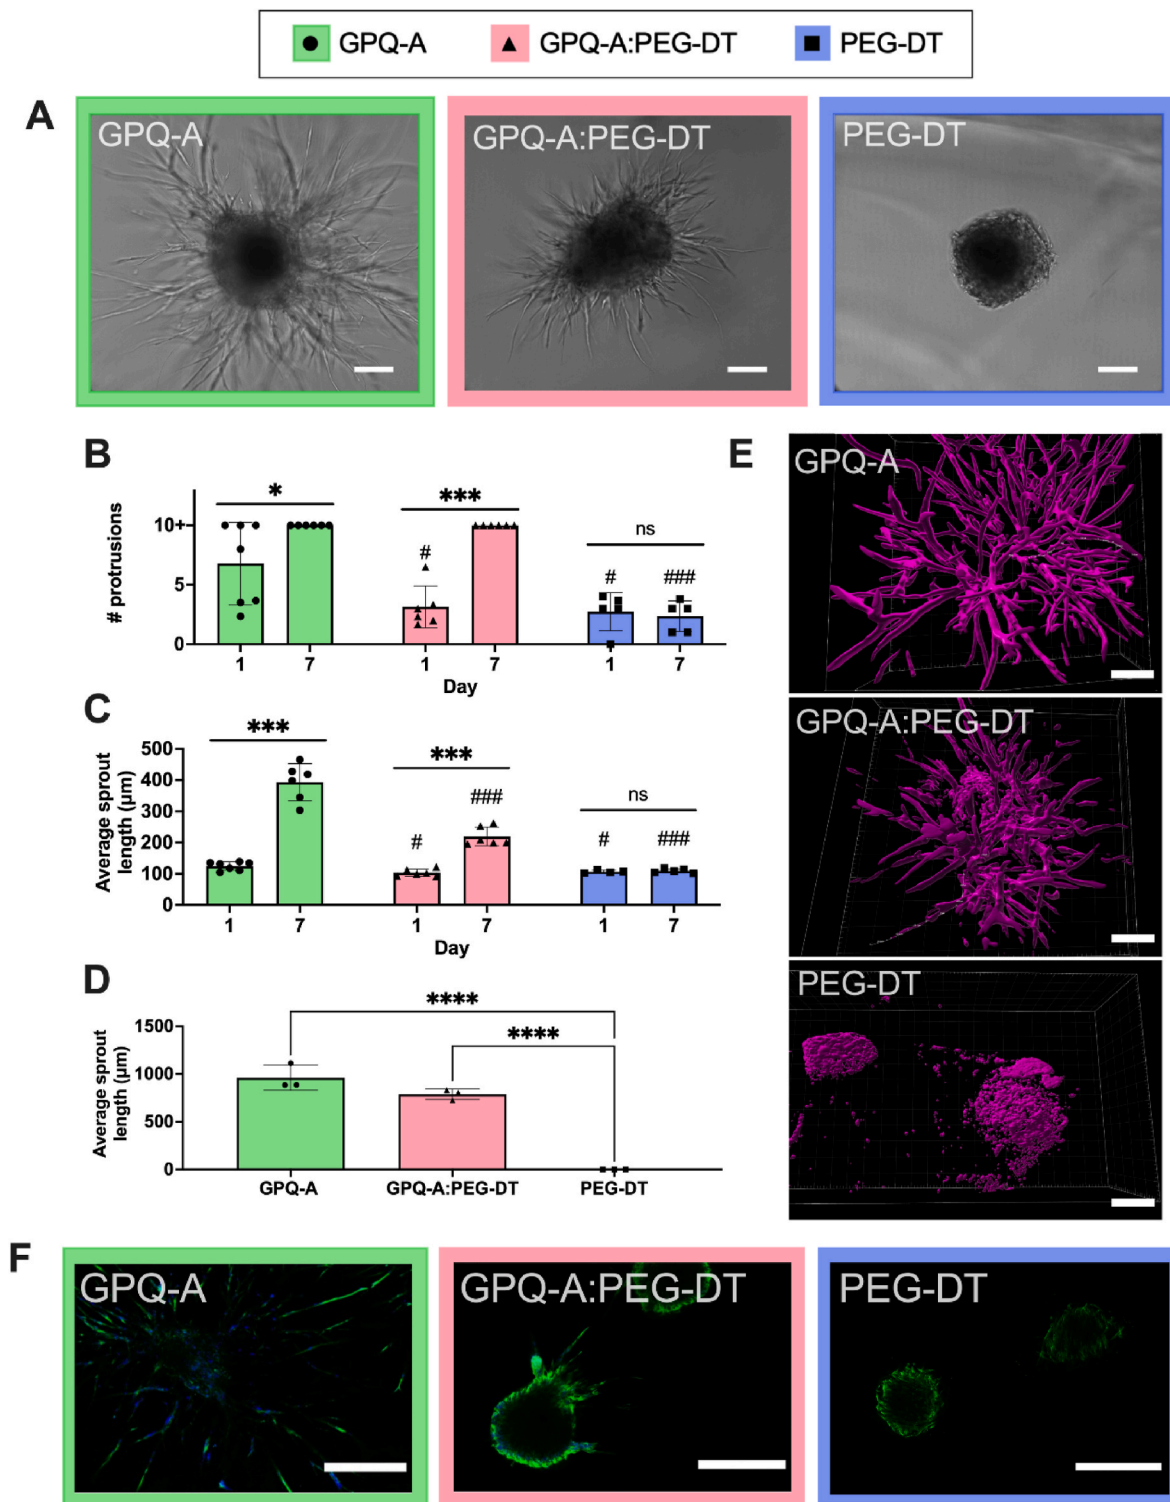 GPQ-A GPQ-A:PEG-DT PEG-DT
A
GPQ-A
GPQ-A:PEG-DT
PEG-DT
B
# protrusions
10+
5
0
*
***
ns
#
#
###
1 7 1 7 1 7
Day
C
Average sprout
length (µm)
500
400
300
200
100
0
***
***
ns
#
###
#
###
1 7 1 7 1 7
Day
D
Average sprout
length (µm)
1500
1000
500
0
****
****
GPQ-A GPQ-A:PEG-DT PEG-DT
E
GPQ-A
GPQ-A:PEG-DT
PEG-DT
F
GPQ-A
GPQ-A:PEG-DT
PEG-DT